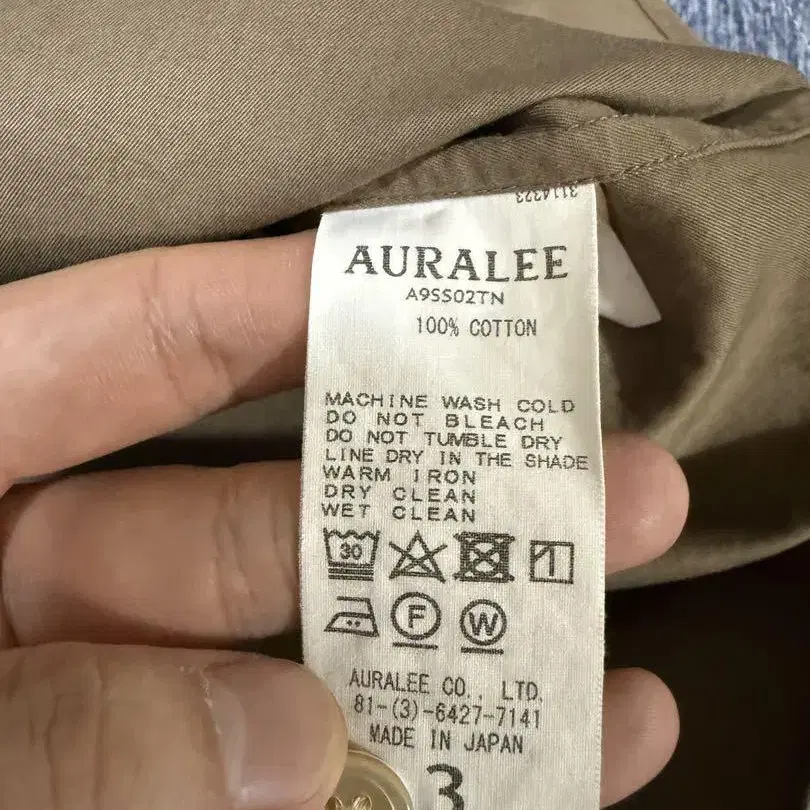 3114323
AURALEE
A9SS02TN
100% COTTON
MACHINE WASH COLD
DO NOT BLEACH
DO NOT TUMBLE DRY
LINE DRY IN THE SHADE
WARM IRON
DRY CLEAN
WET CLEAN
30
F W
AURALEE CO., LTD.
81-(3)-6427-7141
MADE IN JAPAN
3